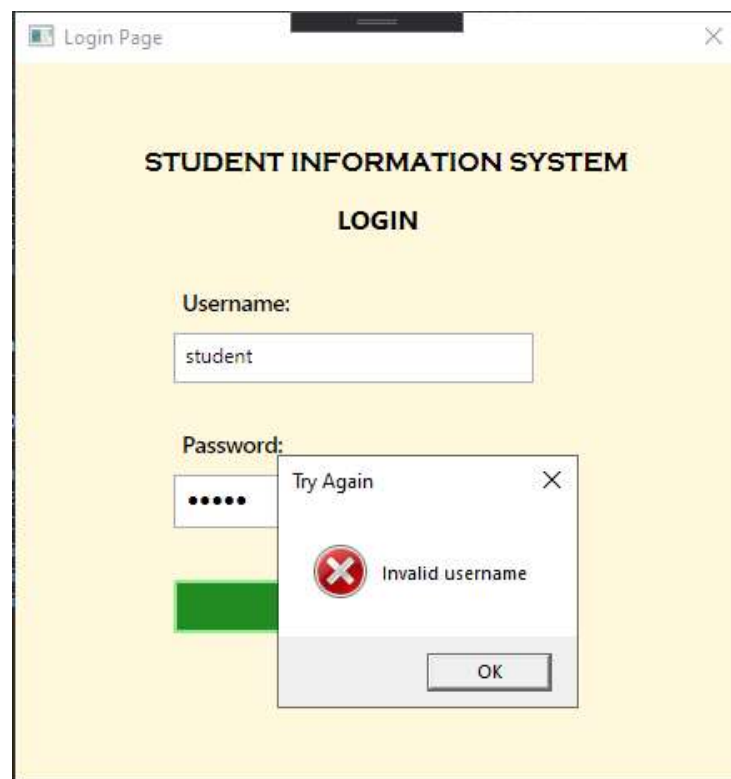 Login Page
STUDENT INFORMATION SYSTEM
LOGIN
Username:
student
Password:
•••••
Try Again
Invalid username
OK